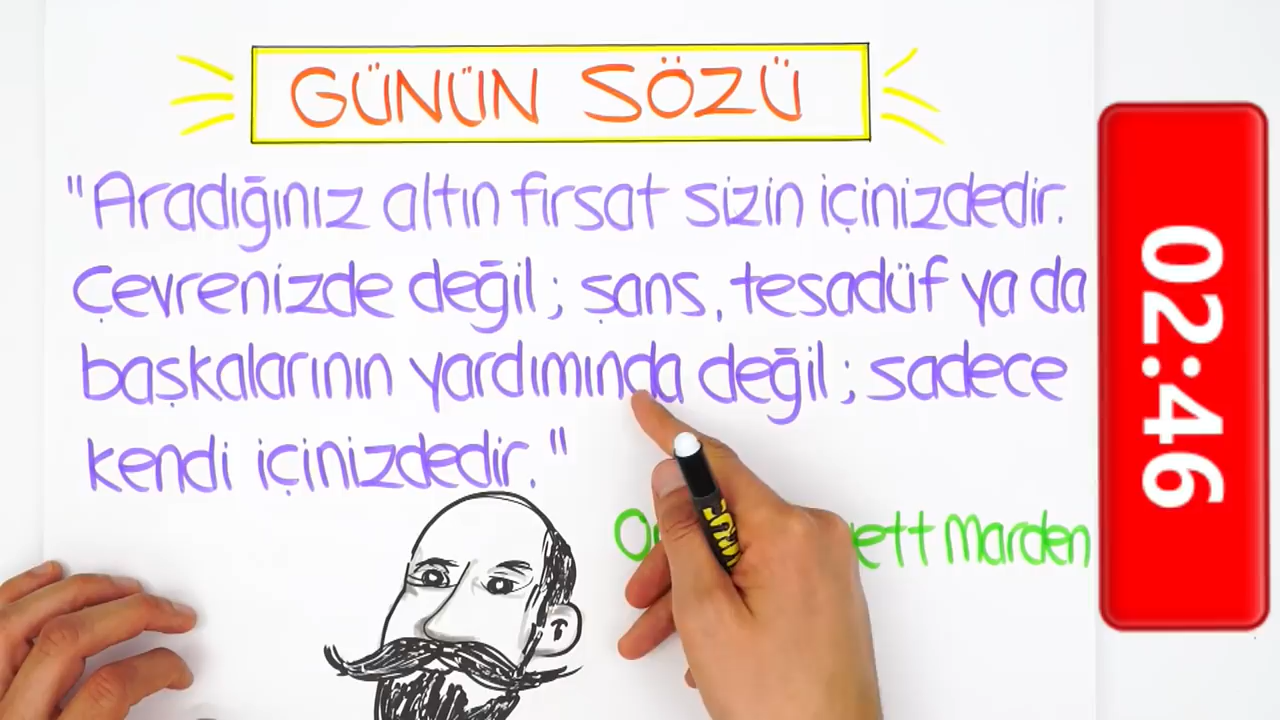 GÜNÜN SÖZÜ
"Aradığınız altın fırsat sizin içinizdedir.
Çevrenizde değil; şans, tesadüf ya da
başkalarının yardımında değil; sadece
kendi içinizdedir."
Marden
02:46